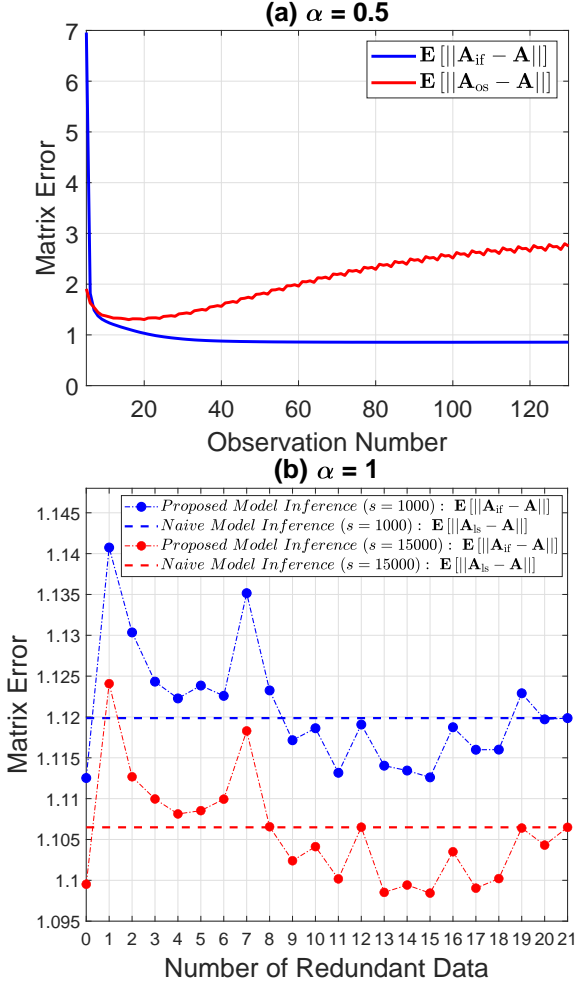 (a) α = 0.5
7
6
5
4
3
2
1
0
Matrix Error
E [||A_if − A||]
E [||A_os − A||]
20 40 60 80 100 120
Observation Number
(b) α = 1
1.145
1.14
1.135
1.13
1.125
1.12
1.115
1.11
1.105
1.1
1.095
Matrix Error
Proposed Model Inference (s = 1000) : E [||A_if − A||]
Naive Model Inference (s = 1000) : E [||A_ls − A||]
Proposed Model Inference (s = 15000) : E [||A_if − A||]
Naive Model Inference (s = 15000) : E [||A_ls − A||]
0 1 2 3 4 5 6 7 8 9 10 11 12 13 14 15 16 17 18 19 20 21
Number of Redundant Data